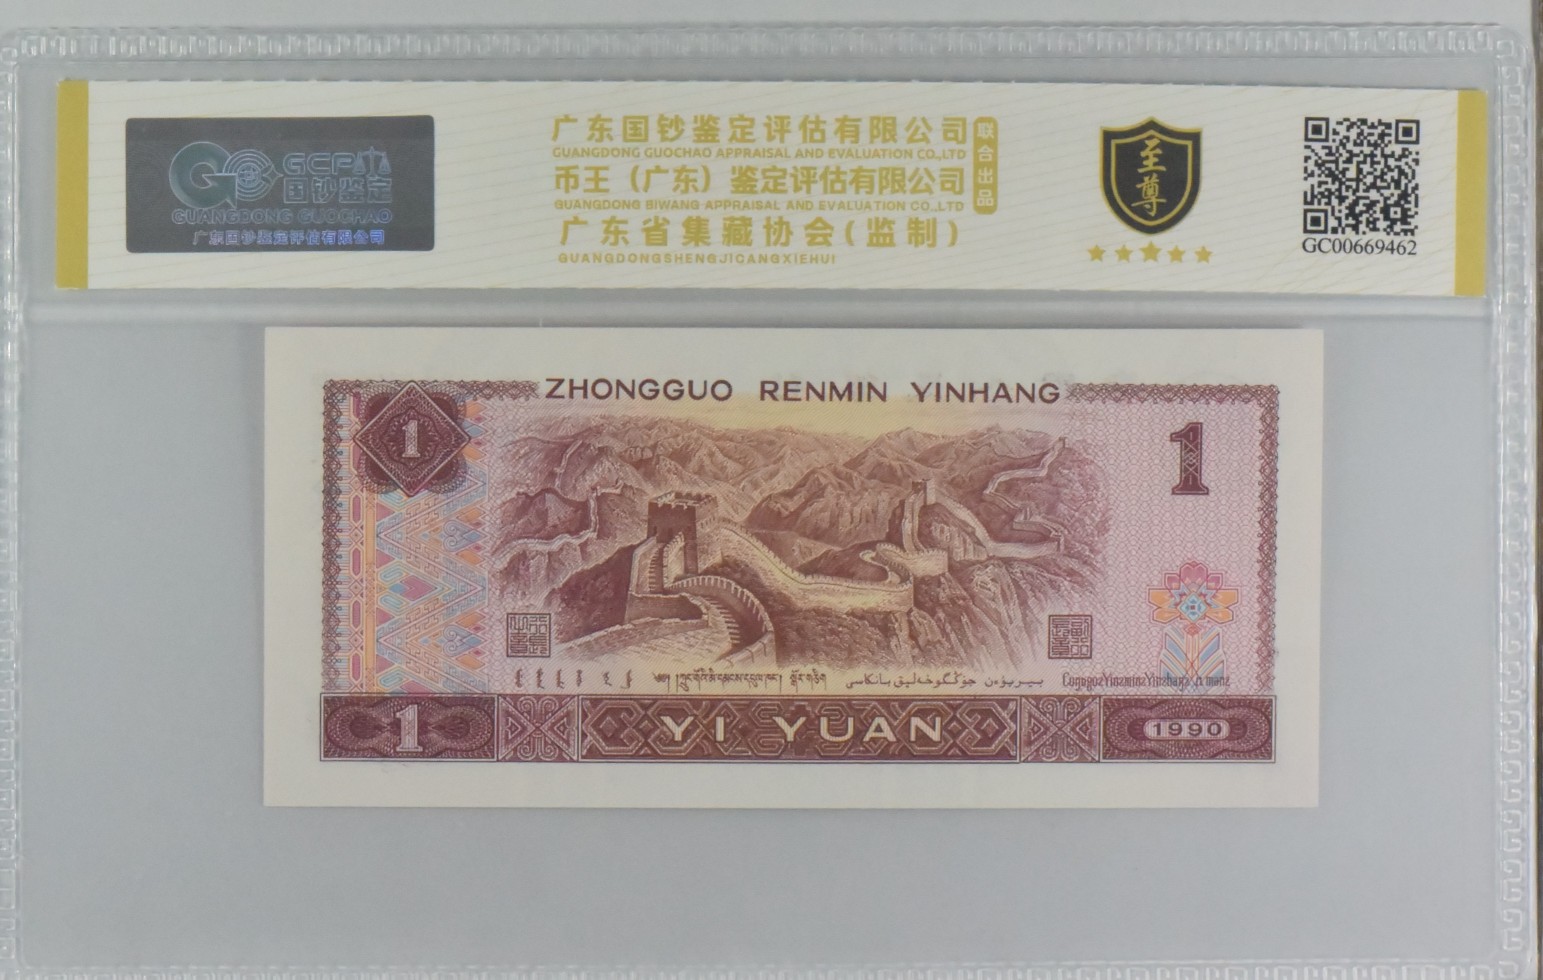 GCP
国钞鉴定
GUANGDONG GUOCHAO
广东国钞鉴定评估有限公司
广东国钞鉴定评估有限公司
GUANGDONG GUOCHAO APPRAISAL AND EVALUATION CO.,LTD
币王（广东）鉴定评估有限公司
GUANGDONG BIWANG APPRAISAL AND EVALUATION CO.,LTD
联合出品
广东省集藏协会(监制)
GUANGDONGSHENGJICANGXIEHUI
至尊
GC00669462
ZHONGGUO RENMIN YINHANG
1
1
1
YI YUAN
1990